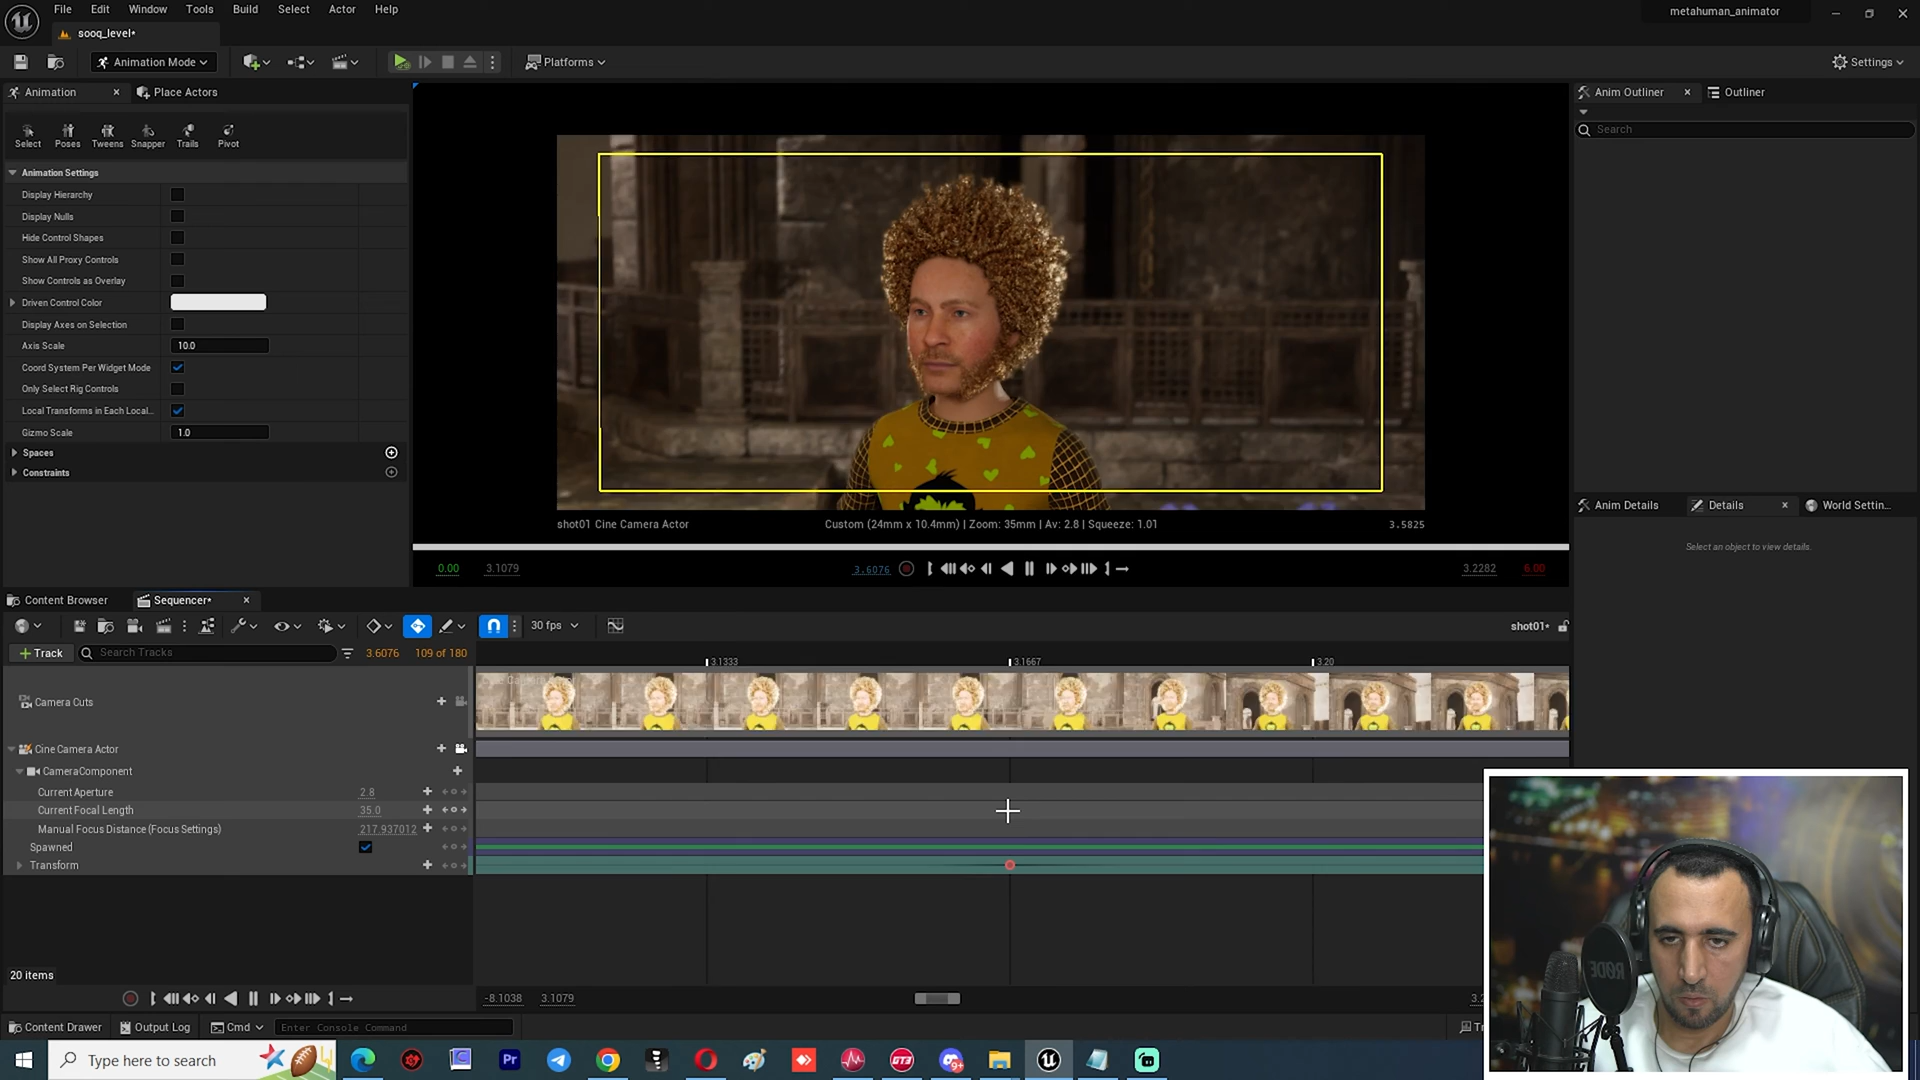 File Edit Window Tools Build Select Actor Help
metahuman_animator
sooq_level*
Animation Mode
Platforms
Settings
Animation
Place Actors
Anim Outliner
Outliner
Select Poses Tweens Snapper Trails Pivot
Search
Animation Settings
Display Hierarchy
Display Nulls
Hide Control Shapes
Show All Proxy Controls
Show Controls as Overlay
Driven Control Color
Display Axes on Selection
Axis Scale 10.0
Coord System Per Widget Mode
Only Select Rig Controls
Local Transforms in Each Local...
Gizmo Scale 1.0
Spaces
Constraints
shot01 Cine Camera Actor
Custom (24mm x 10.4mm) | Zoom: 35mm | Av: 2.8 | Squeeze: 1.01
3.5825
Anim Details
Details
World Settin...
Select an object to view details.
0.00 3.1079 3.6076 3.2282 6.00
Content Browser
Sequencer*
30 fps
shot01*
Track
Search Tracks
3.6076
109 of 180
3.1333 3.1667 3.20
Camera Cuts
Cine Camera Actor
CameraComponent
Current Aperture 2.8
Current Focal Length 35.0
Manual Focus Distance (Focus Settings) 217.937012
Spawned
Transform
20 items
-8.1038 3.1079
Content Drawer
Output Log
Cmd
Enter Console Command
Type here to search
Pr
GT3
9+
RØDE